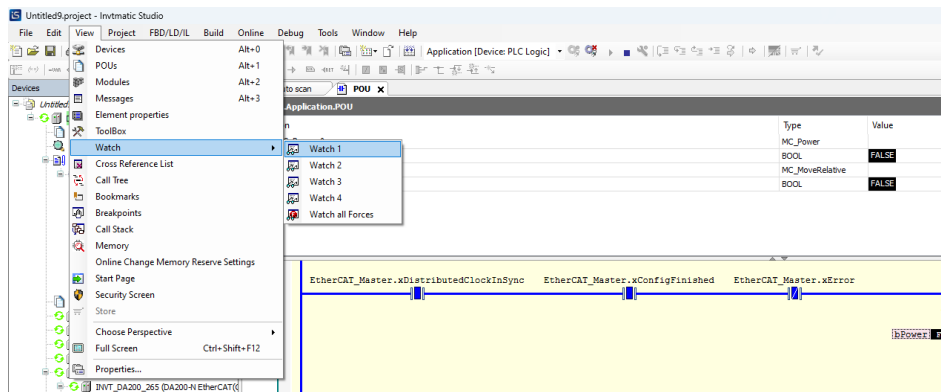 Untitled9.project - Invtmatic Studio
File Edit View Project FBD/LD/IL Build Online Debug Tools Window Help
Application [Device: PLC Logic]
Devices
Untitled
Devices Alt+0
POUs Alt+1
Modules Alt+2
Messages Alt+3
Element properties
ToolBox
Watch
Cross Reference List
Call Tree
Bookmarks
Breakpoints
Call Stack
Memory
Online Change Memory Reserve Settings
Start Page
Security Screen
Store
Choose Perspective
Full Screen Ctrl+Shift+F12
Properties...
Watch 1
Watch 2
Watch 3
Watch 4
Watch all Forces
to scan
POU
.Application.POU
Type Value
MC_Power
BOOL FALSE
MC_MoveRelative
BOOL FALSE
EtherCAT_Master.xDistributedClockInSync EtherCAT_Master.xConfigFinished EtherCAT_Master.xError
bPower F
INVT_DA200_265 (DA200-N EtherCAT(